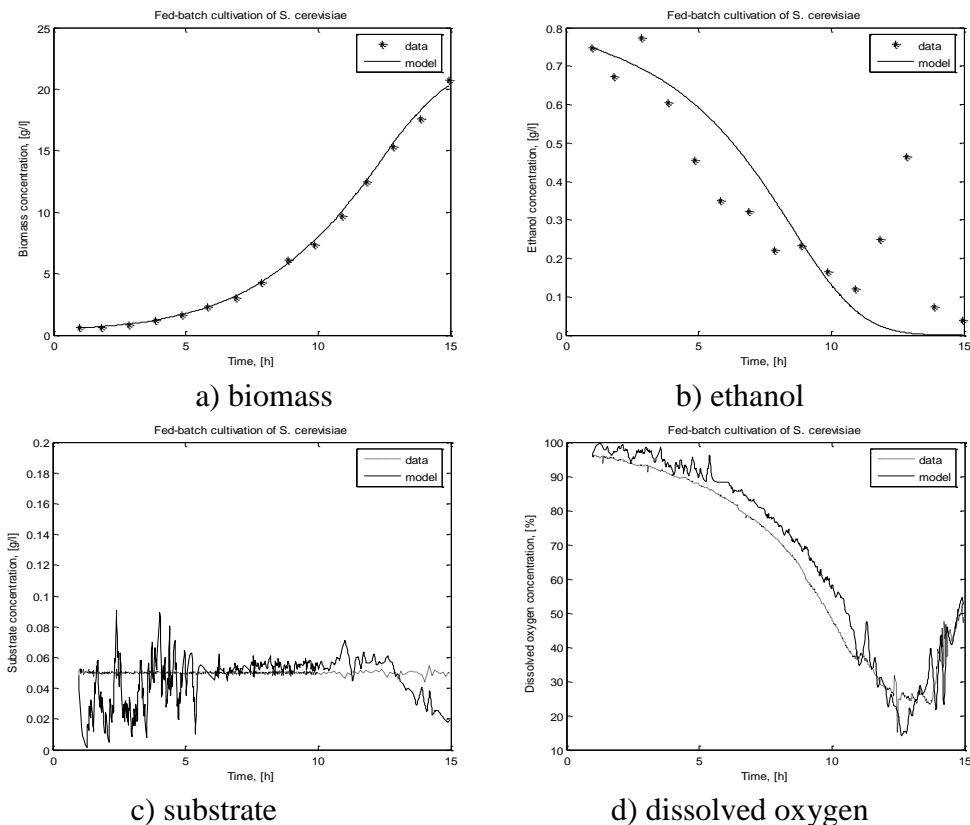 Fed-batch cultivation of S. cerevisiae
25
20
15
10
5
0
0
5
10
15
Biomass concentration, [g/l]
Time, [h]
data
model
a) biomass
Fed-batch cultivation of S. cerevisiae
0.8
0.7
0.6
0.5
0.4
0.3
0.2
0.1
0
0
5
10
15
Ethanol concentration, [g/l]
Time, [h]
data
model
b) ethanol
Fed-batch cultivation of S. cerevisiae
0.2
0.18
0.16
0.14
0.12
0.1
0.08
0.06
0.04
0.02
0
0
5
10
15
Substrate concentration, [g/l]
Time, [h]
data
model
c) substrate
Fed-batch cultivation of S. cerevisiae
100
90
80
70
60
50
40
30
20
10
0
5
10
15
Dissolved oxygen concentration, [%]
Time, [h]
data
model
d) dissolved oxygen